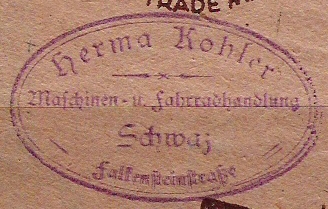 TRADE
Herma Kohler
Maschinen- u. Fahrradhandlung
Schwaz
Falkensteinstraße